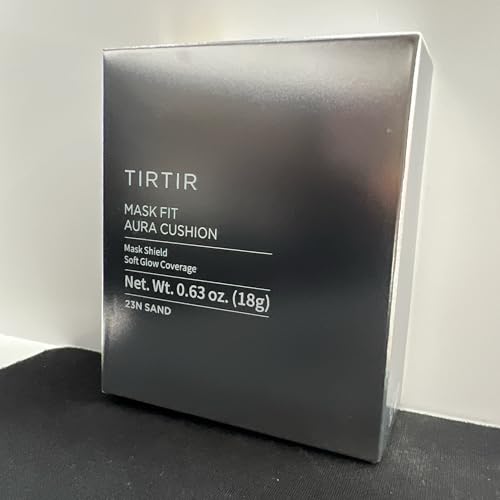 TIRTIR
MASK FIT
AURA CUSHION
Mask Shield
Soft Glow Coverage
Net. Wt. 0.63 oz. (18g)
23N SAND